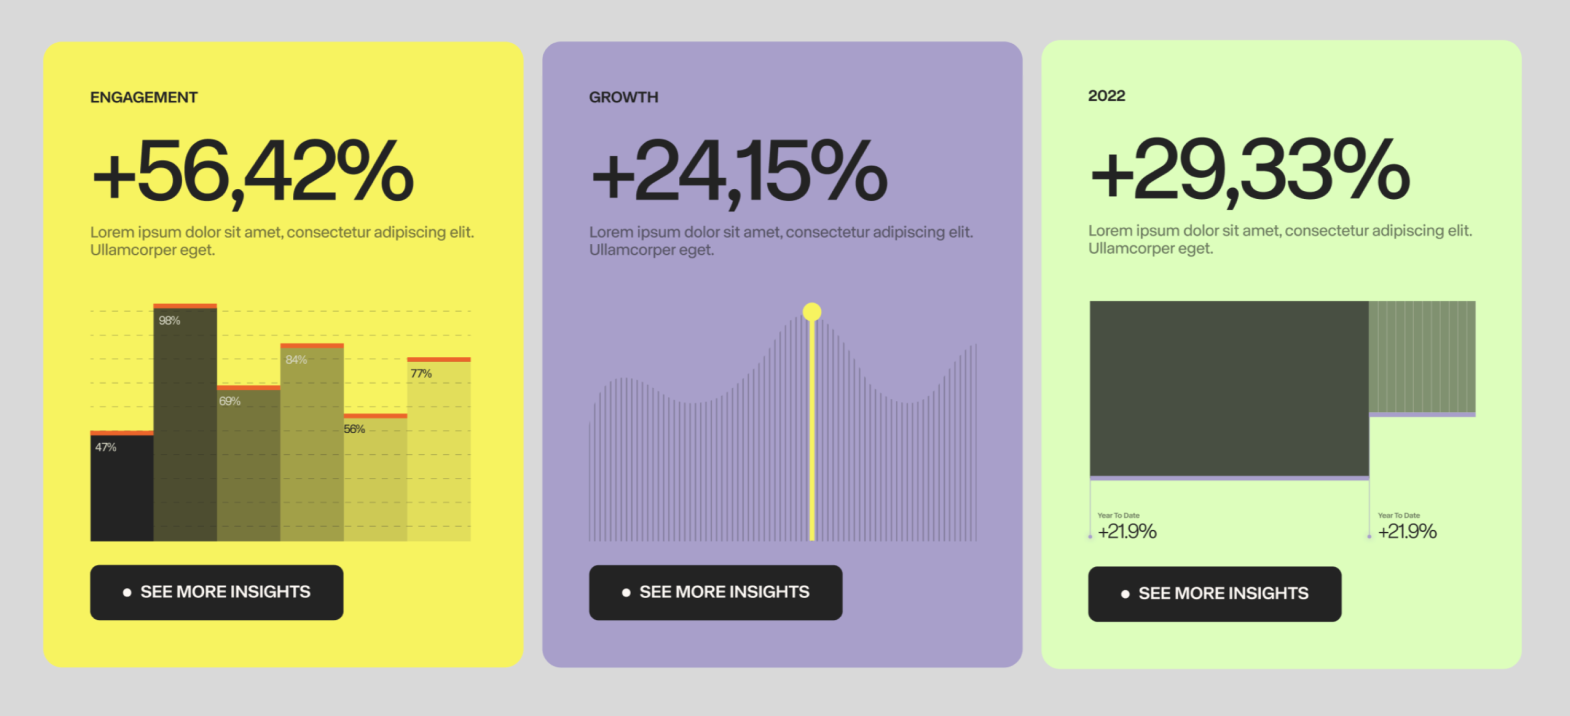 ENGAGEMENT
+56,42%
Lorem ipsum dolor sit amet, consectetur adipiscing elit.
Ullamcorper eget.
98%
84%
77%
69%
56%
47%
SEE MORE INSIGHTS
GROWTH
+24,15%
Lorem ipsum dolor sit amet, consectetur adipiscing elit.
Ullamcorper eget.
SEE MORE INSIGHTS
2022
+29,33%
Lorem ipsum dolor sit amet, consectetur adipiscing elit.
Ullamcorper eget.
Year To Date
+21.9%
Year To Date
+21.9%
SEE MORE INSIGHTS